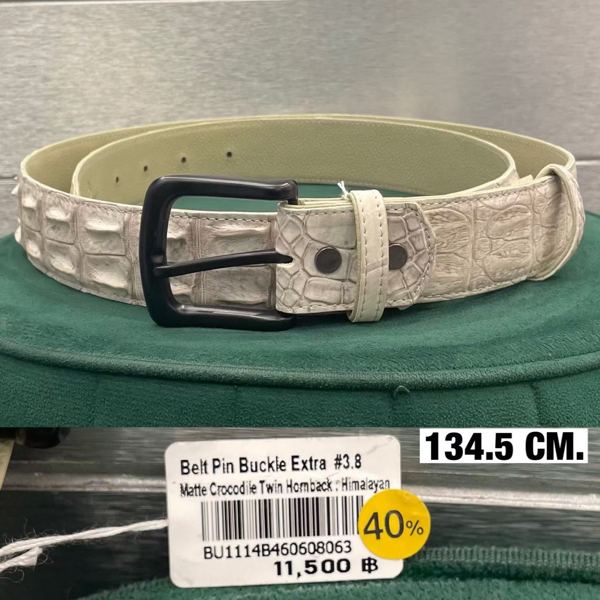 134.5 CM.
Belt Pin Buckle Extra #3.8
Matte Crocodile Twin Hornback : Himalayan
40%
BU1114B460608063
11,500 ฿